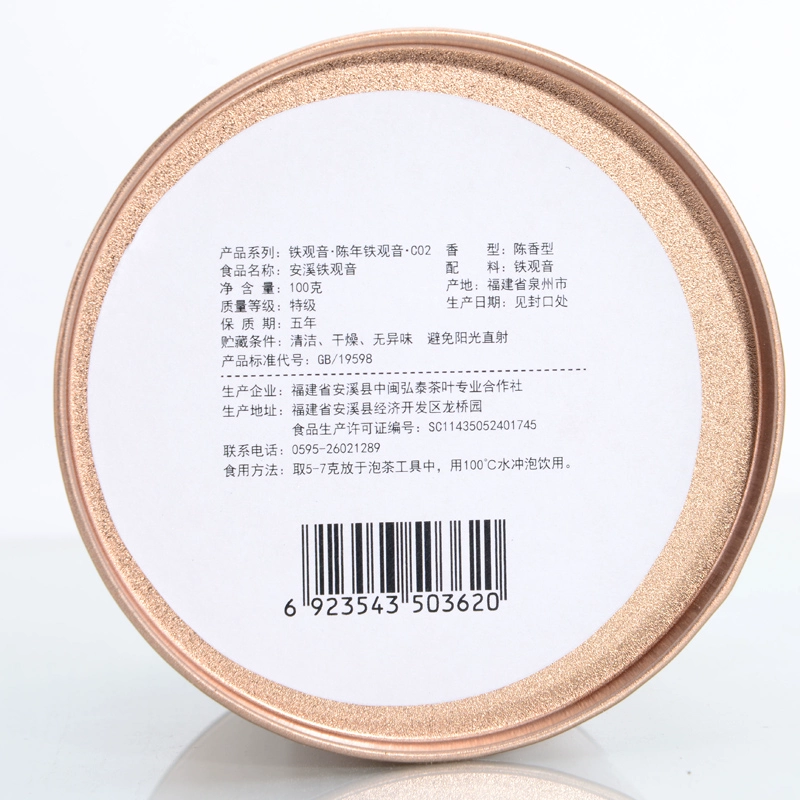 产品系列：铁观音·陈年铁观音·C02 香 型：陈香型
食品名称：安溪铁观音 配 料：铁观音
净 含 量：100克 产地：福建省泉州市
质量等级：特级 生产日期：见封口处
保 质 期：五年
贮藏条件：清洁、干燥、无异味 避免阳光直射
产品标准代号：GB/19598
生产企业：福建省安溪县中闽弘泰茶叶专业合作社
生产地址：福建省安溪县经济开发区龙桥园
食品生产许可证编号：SC11435052401745
联系电话：0595-26021289
食用方法：取5-7克放于泡茶工具中，用100℃水冲泡饮用。
6 923543 503620